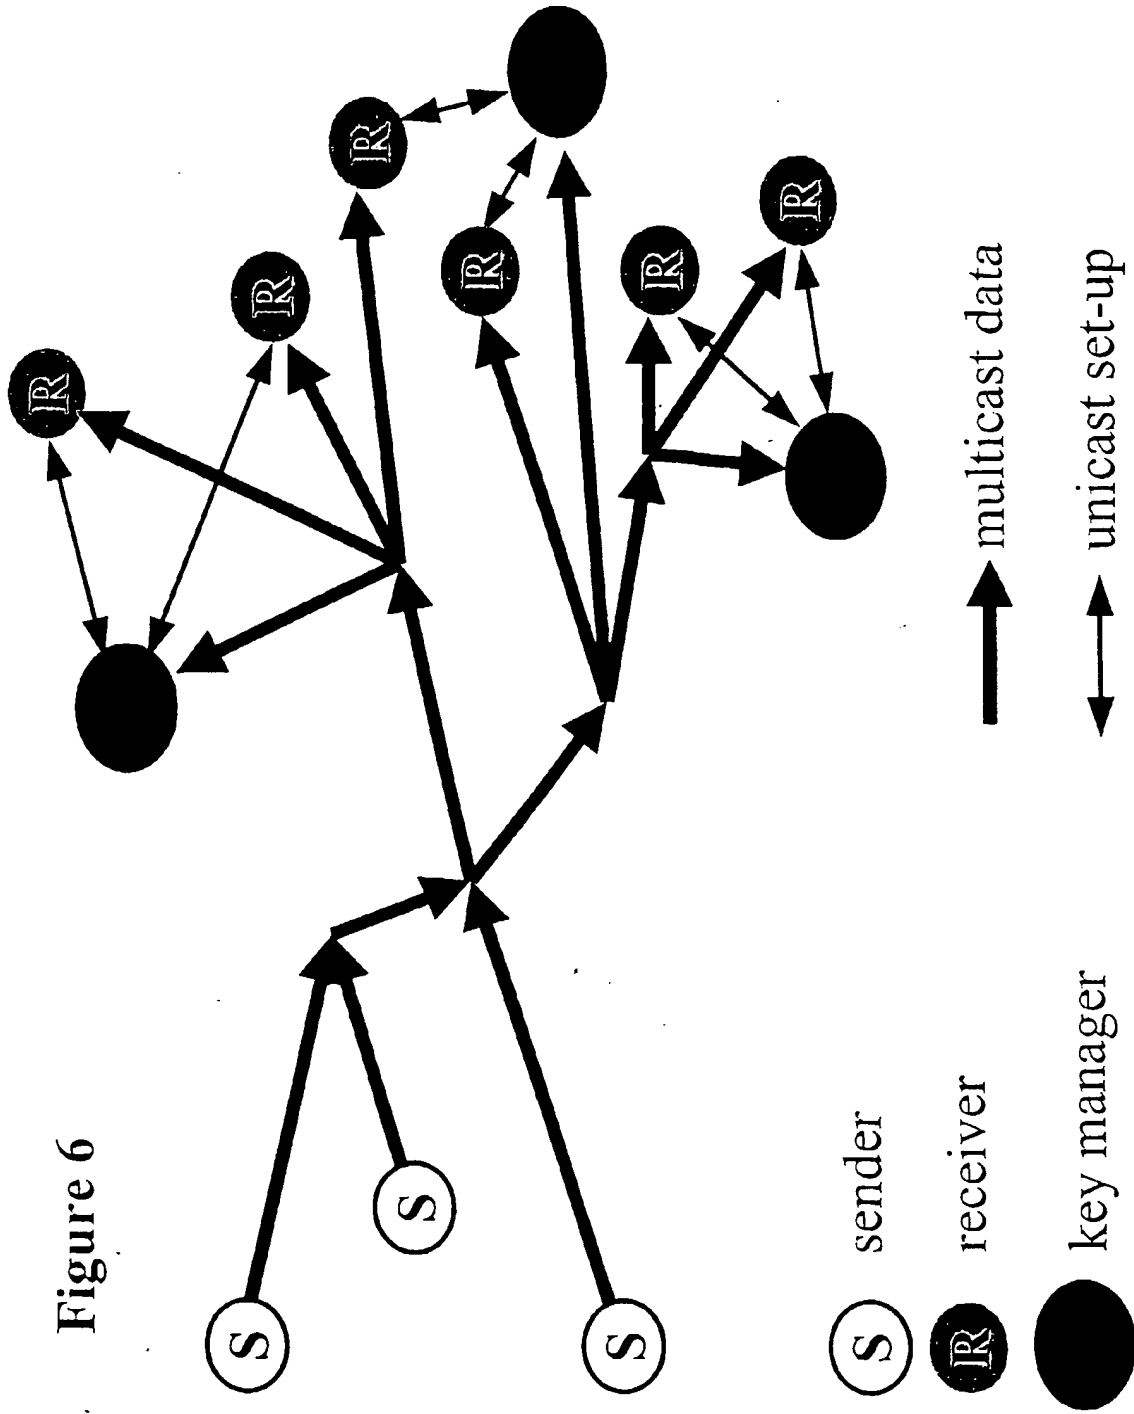 Figure 6
S
S
S
R
R
R
R
R
R
S sender
R receiver
key manager
multicast data
unicast set-up